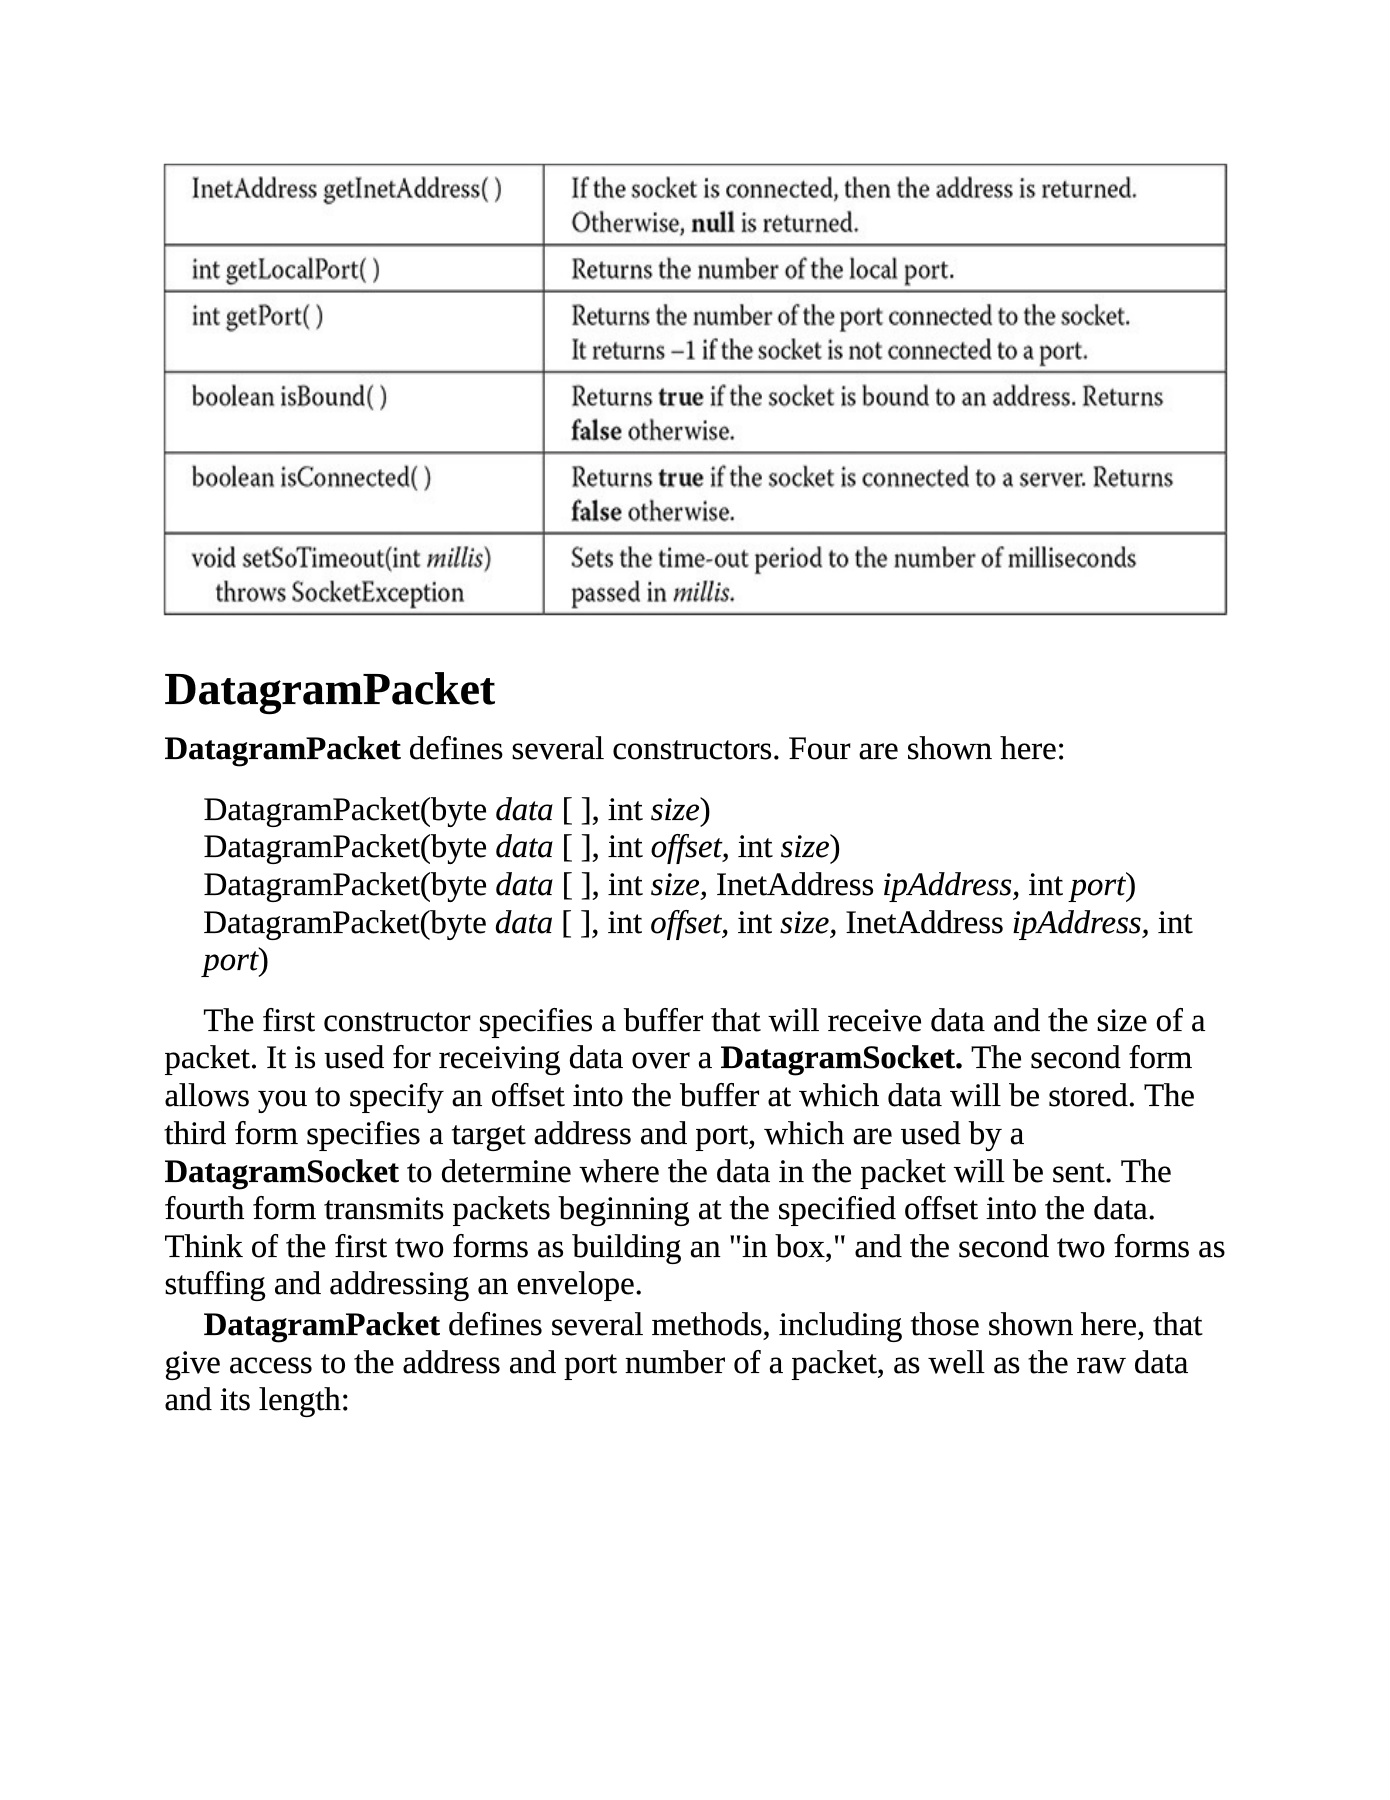 InetAddress getInetAddress( )
If the socket is connected, then the address is returned.
Otherwise, null is returned.
int getLocalPort( )
Returns the number of the local port.
int getPort( )
Returns the number of the port connected to the socket.
It returns –1 if the socket is not connected to a port.
boolean isBound( )
Returns true if the socket is bound to an address. Returns
false otherwise.
boolean isConnected( )
Returns true if the socket is connected to a server. Returns
false otherwise.
void setSoTimeout(int millis)
throws SocketException
Sets the time-out period to the number of milliseconds
passed in millis.
DatagramPacket
DatagramPacket defines several constructors. Four are shown here:
DatagramPacket(byte data [ ], int size)
DatagramPacket(byte data [ ], int offset, int size)
DatagramPacket(byte data [ ], int size, InetAddress ipAddress, int port)
DatagramPacket(byte data [ ], int offset, int size, InetAddress ipAddress, int
port)
The first constructor specifies a buffer that will receive data and the size of a
packet. It is used for receiving data over a DatagramSocket. The second form
allows you to specify an offset into the buffer at which data will be stored. The
third form specifies a target address and port, which are used by a
DatagramSocket to determine where the data in the packet will be sent. The
fourth form transmits packets beginning at the specified offset into the data.
Think of the first two forms as building an "in box," and the second two forms as
stuffing and addressing an envelope.
DatagramPacket defines several methods, including those shown here, that
give access to the address and port number of a packet, as well as the raw data
and its length: